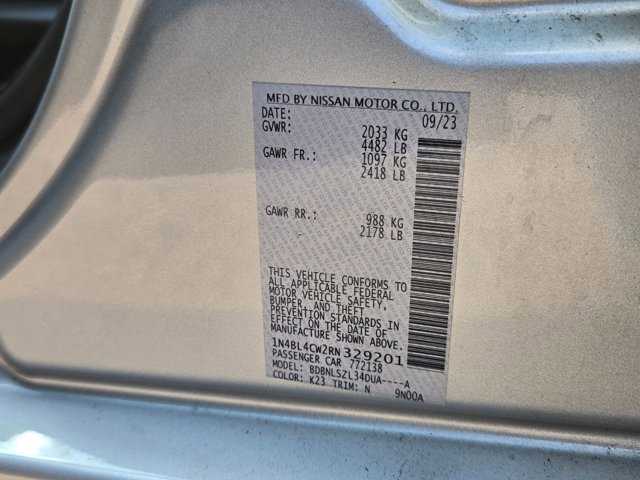 MFD BY NISSAN MOTOR CO., LTD.
DATE: 09/23
GVWR: 2033 KG
4482 LB
GAWR FR.: 1097 KG
2418 LB
GAWR RR.: 988 KG
2178 LB
THIS VEHICLE CONFORMS TO
ALL APPLICABLE FEDERAL
MOTOR VEHICLE SAFETY,
BUMPER, AND THEFT
PREVENTION STANDARDS
IN EFFECT ON THE DATE OF
MANUFACTURE SHOWN ABOVE.
1N4BL4CW2RN329201
PASSENGER CAR 772138
MODEL: BDBNLSZL34DUA----A
COLOR: K23 TRIM: N 9N00A